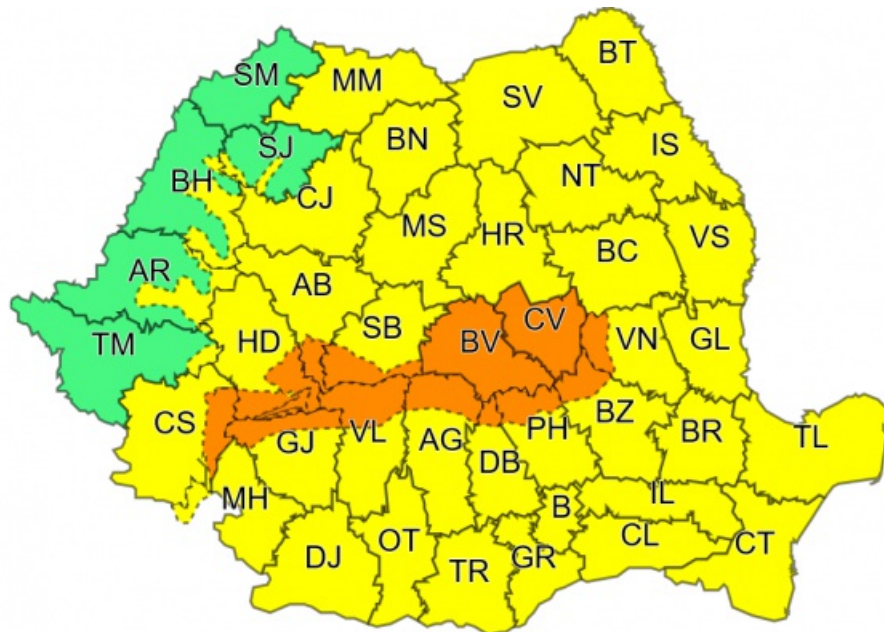 BT
SM
MM
SV
BN
IS
SJ
BH
NT
CJ
MS
HR
VS
BC
AR
AB
SB
CV
BV
HD
VN
GL
TM
CS
BZ
VL
PH
BR
TL
GJ
AG
DB
MH
IL
B
CL
CT
OT
DJ
GR
TR